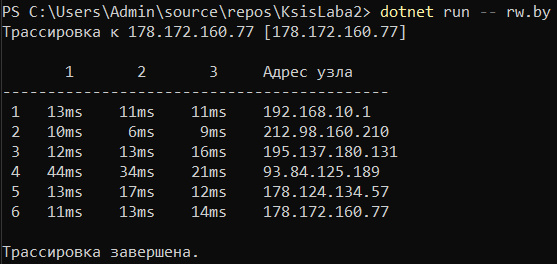 PS C:\Users\Admin\source\repos\KsisLaba2> dotnet run -- rw.by
Трассировка к 178.172.160.77 [178.172.160.77]
1 2 3 Адрес узла
------------------------------------------
1 13ms 11ms 11ms 192.168.10.1
2 10ms 6ms 9ms 212.98.160.210
3 12ms 13ms 16ms 195.137.180.131
4 44ms 34ms 21ms 93.84.125.189
5 13ms 17ms 12ms 178.124.134.57
6 11ms 13ms 14ms 178.172.160.77
Трассировка завершена.